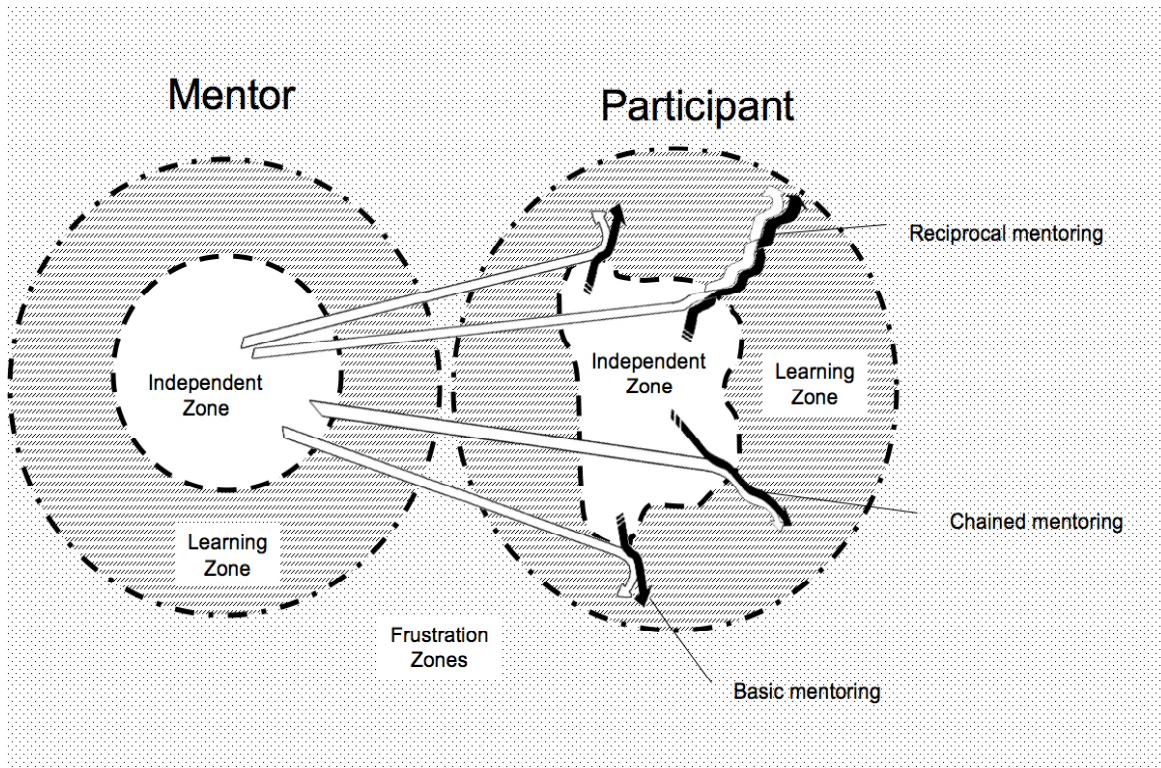 Mentor
Participant
Reciprocal mentoring
Independent
Zone
Independent
Zone
Learning
Zone
Chained mentoring
Learning
Zone
Frustration
Zones
Basic mentoring